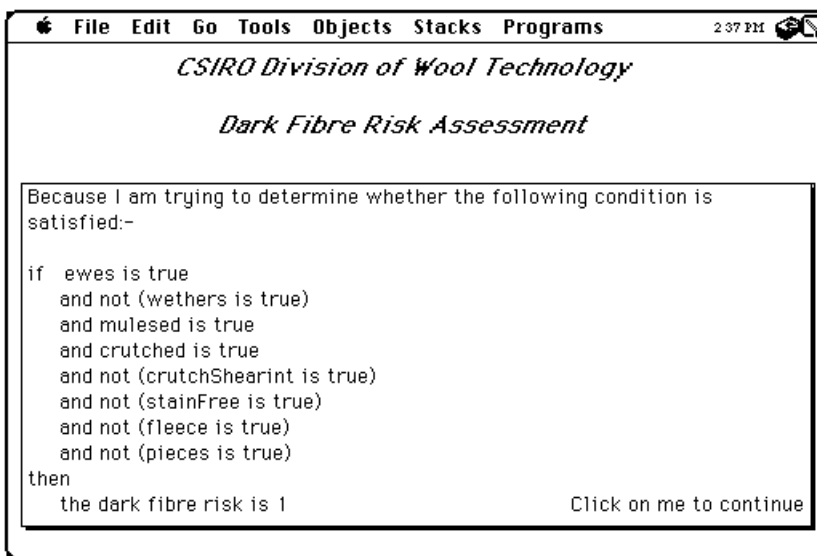 File Edit Go Tools Objects Stacks Programs 2 37 PM
CSIRO Division of Wool Technology
Dark Fibre Risk Assessment
Because I am trying to determine whether the following condition is
satisfied:-
if ewes is true
and not (wethers is true)
and mulesed is true
and crutched is true
and not (crutchShearint is true)
and not (stainFree is true)
and not (fleece is true)
and not (pieces is true)
then
the dark fibre risk is 1 Click on me to continue